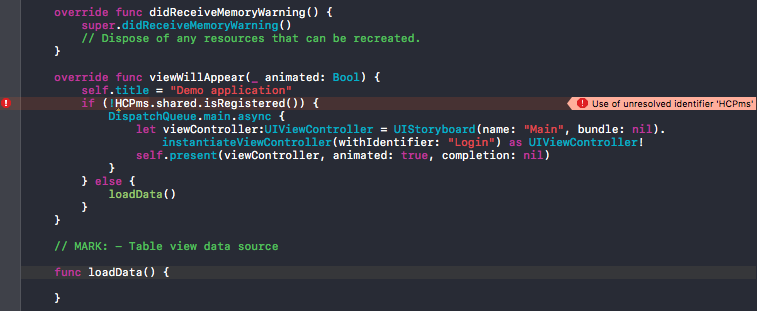 override func didReceiveMemoryWarning() {
super.didReceiveMemoryWarning()
// Dispose of any resources that can be recreated.
}
override func viewWillAppear(_ animated: Bool) {
self.title = "Demo application"
if (!HCPms.shared.isRegistered()) {
Use of unresolved identifier 'HCPms'
DispatchQueue.main.async {
let viewController:UIViewController = UIStoryboard(name: "Main", bundle: nil).
instantiateViewController(withIdentifier: "Login") as UIViewController!
self.present(viewController, animated: true, completion: nil)
}
} else {
loadData()
}
}
// MARK: - Table view data source
func loadData() {
}